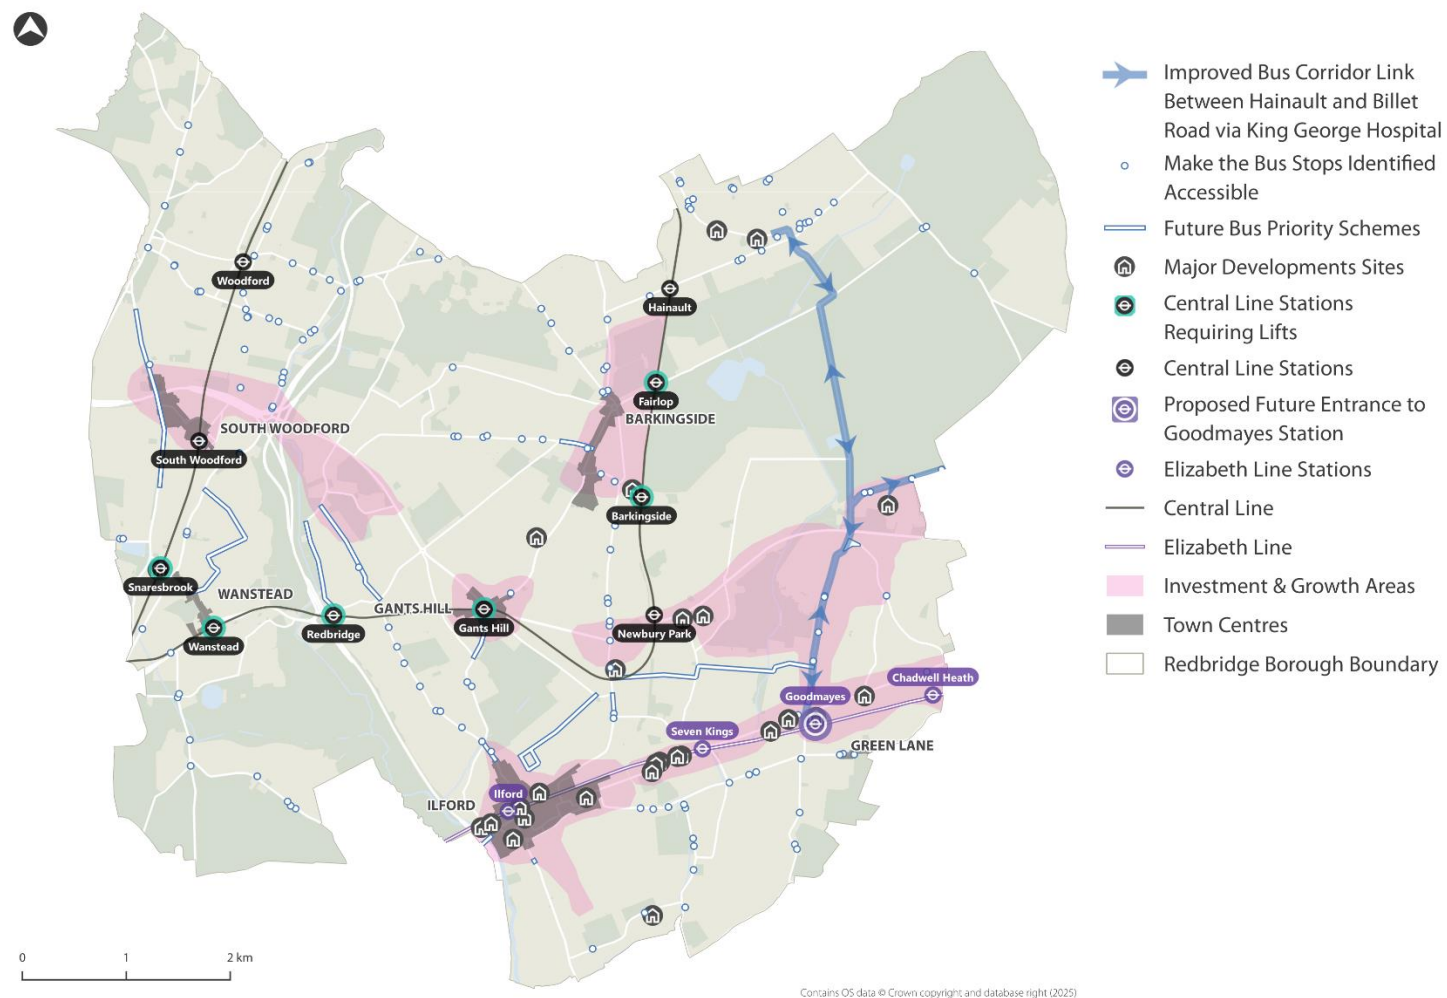 Improved Bus Corridor Link
Between Hainault and Billet
Road via King George Hospital
Make the Bus Stops Identified
Accessible
Future Bus Priority Schemes
Major Developments Sites
Central Line Stations
Requiring Lifts
Central Line Stations
Proposed Future Entrance to
Goodmayes Station
Elizabeth Line Stations
Central Line
Elizabeth Line
Investment & Growth Areas
Town Centres
Redbridge Borough Boundary
Woodford
Hainault
Fairlop
BARKINGSIDE
SOUTH WOODFORD
South Woodford
Barkingside
Snaresbrook
WANSTEAD
GANTS HILL
Gants Hill
Redbridge
Newbury Park
Wanstead
Chadwell Heath
Goodmayes
Seven Kings
GREEN LANE
Ilford
ILFORD
0 1 2 km
Contains OS data © Crown copyright and database right (2025)